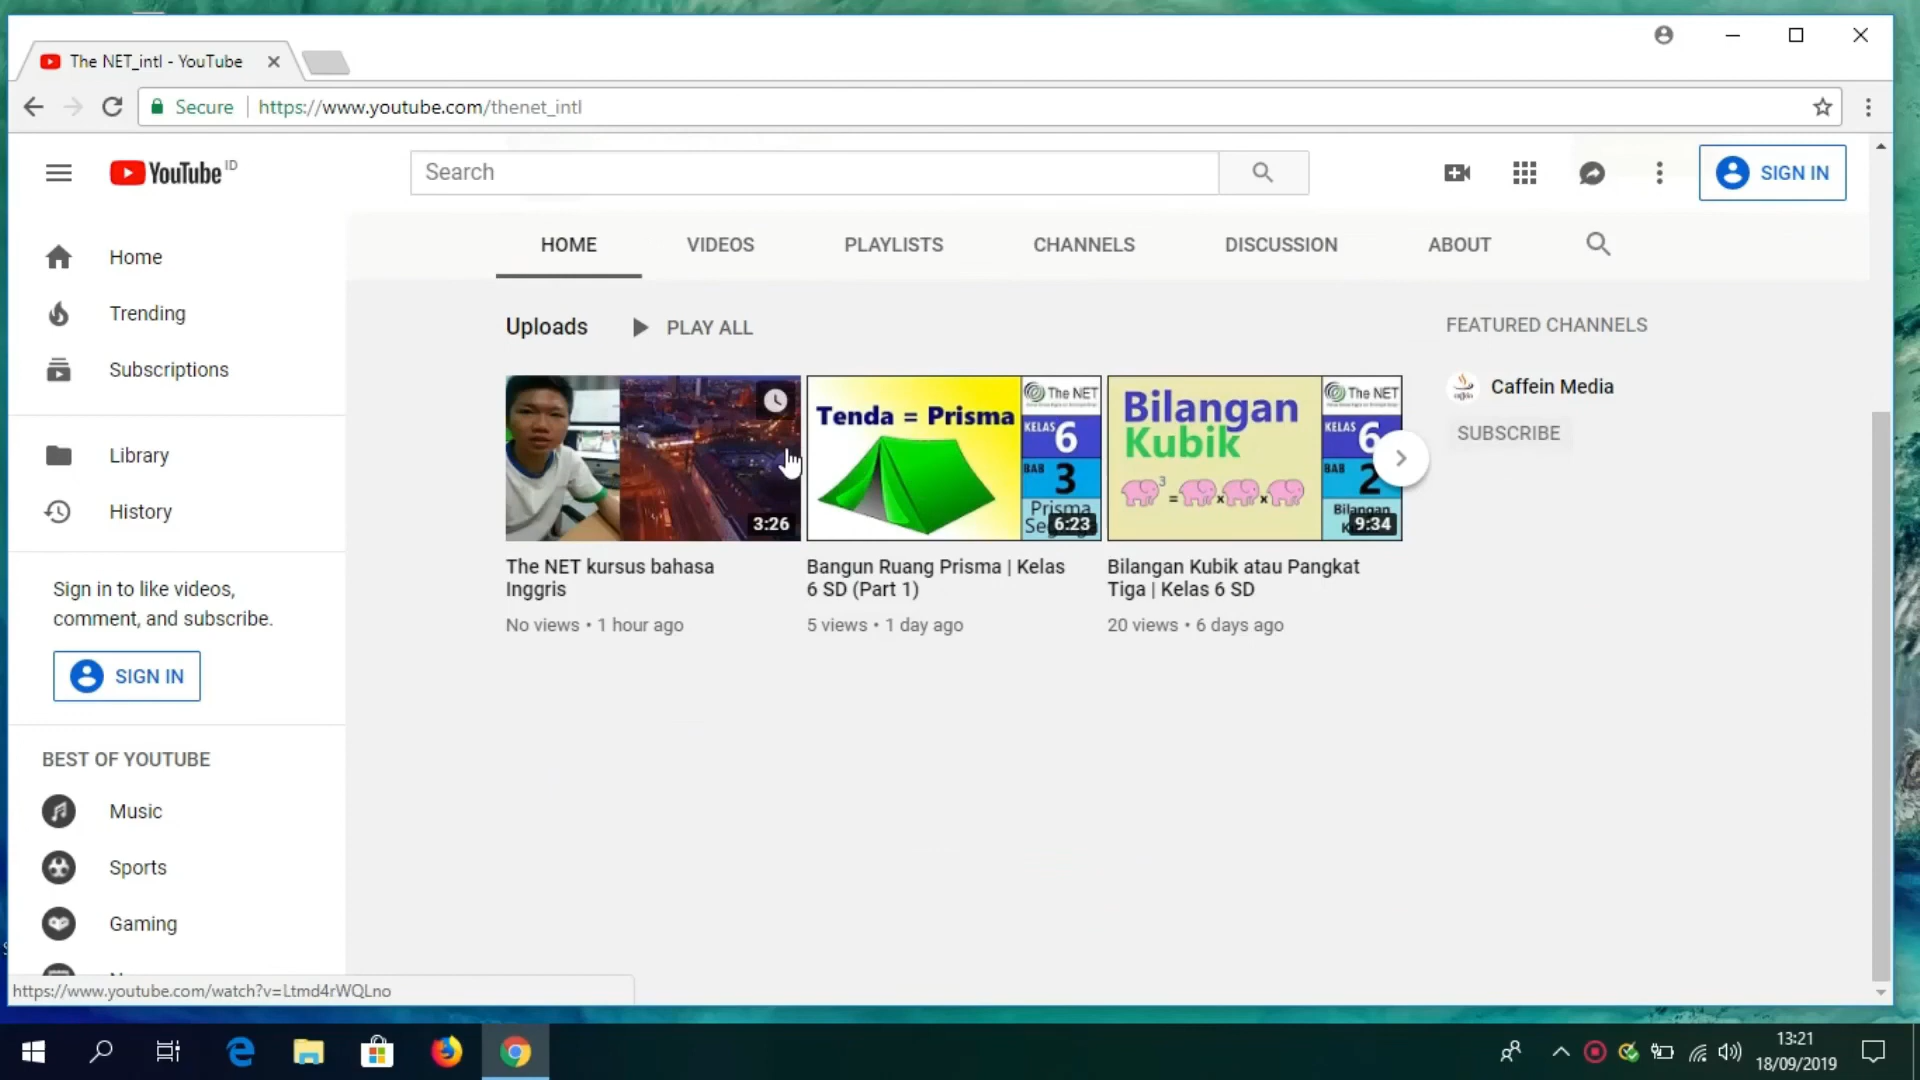 The NET_intl - YouTube
Secure
https://www.youtube.com/thenet_intl
YouTube ID
Search
SIGN IN
Home
Trending
Subscriptions
Library
History
Sign in to like videos,
comment, and subscribe.
SIGN IN
BEST OF YOUTUBE
Music
Sports
Gaming
HOME
VIDEOS
PLAYLISTS
CHANNELS
DISCUSSION
ABOUT
Uploads
PLAY ALL
3:26
The NET kursus bahasa
Inggris
No views • 1 hour ago
Tenda = Prisma
The NET
KELAS
6
BAB
3
Prisma
6:23
Bangun Ruang Prisma | Kelas
6 SD (Part 1)
5 views • 1 day ago
Bilangan
Kubik
3
=
x
x
The NET
KELAS
6
BAB
2
9:34
Bilangan Kubik atau Pangkat
Tiga | Kelas 6 SD
20 views • 6 days ago
FEATURED CHANNELS
Caffein Media
SUBSCRIBE
https://www.youtube.com/watch?v=Ltmd4rWQLno
13:21
18/09/2019